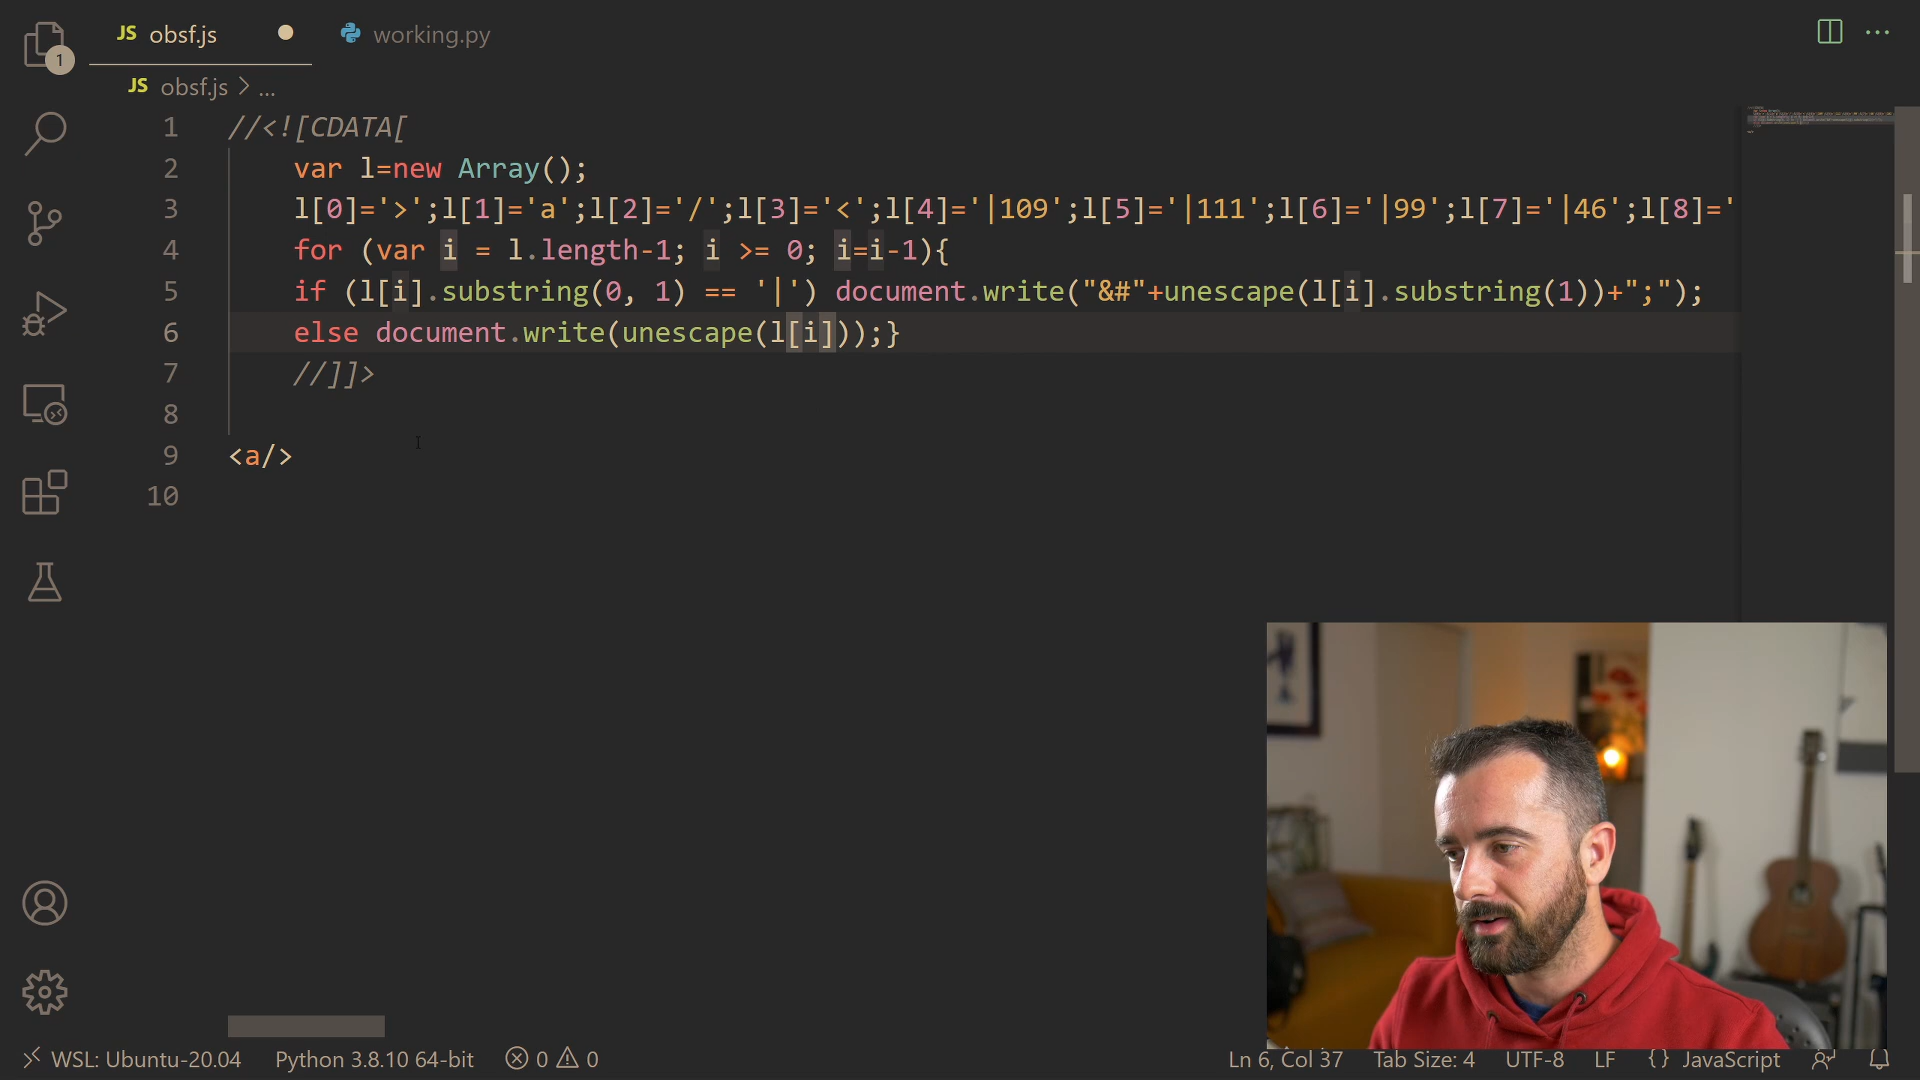 JS obsf.js
working.py
JS obsf.js > ...
1 //<![CDATA[
2 var l=new Array();
3 l[0]='>';l[1]='a';l[2]='/';l[3]='<';l[4]='|109';l[5]='|111';l[6]='|99';l[7]='|46';l[8]='
4 for (var i = l.length-1; i >= 0; i=i-1){
5 if (l[i].substring(0, 1) == '|') document.write("&#"+unescape(l[i].substring(1))+";");
6 else document.write(unescape(l[i]));}
7 //]]>
8
9 <a/>
10
1
WSL: Ubuntu-20.04 Python 3.8.10 64-bit 0 0 Ln 6, Col 37 Tab Size: 4 UTF-8 LF {} JavaScript